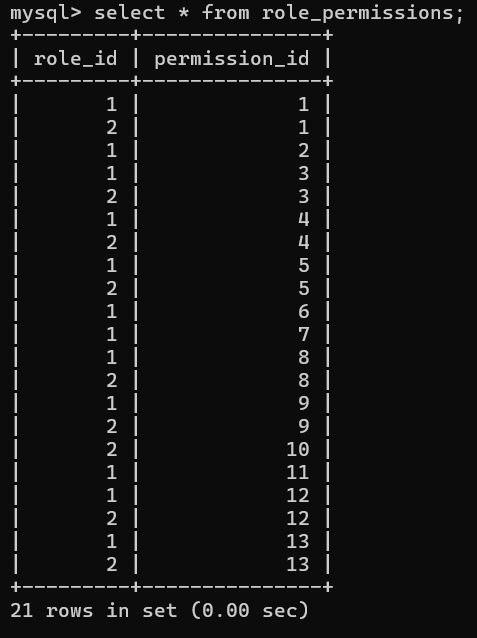 mysql> select * from role_permissions;
+---------+---------------+
| role_id | permission_id |
+---------+---------------+
|       1 |             1 |
|       2 |             1 |
|       1 |             2 |
|       1 |             3 |
|       2 |             3 |
|       1 |             4 |
|       2 |             4 |
|       1 |             5 |
|       2 |             5 |
|       1 |             6 |
|       1 |             7 |
|       1 |             8 |
|       2 |             8 |
|       1 |             9 |
|       2 |             9 |
|       2 |            10 |
|       1 |            11 |
|       1 |            12 |
|       2 |            12 |
|       1 |            13 |
|       2 |            13 |
+---------+---------------+
21 rows in set (0.00 sec)